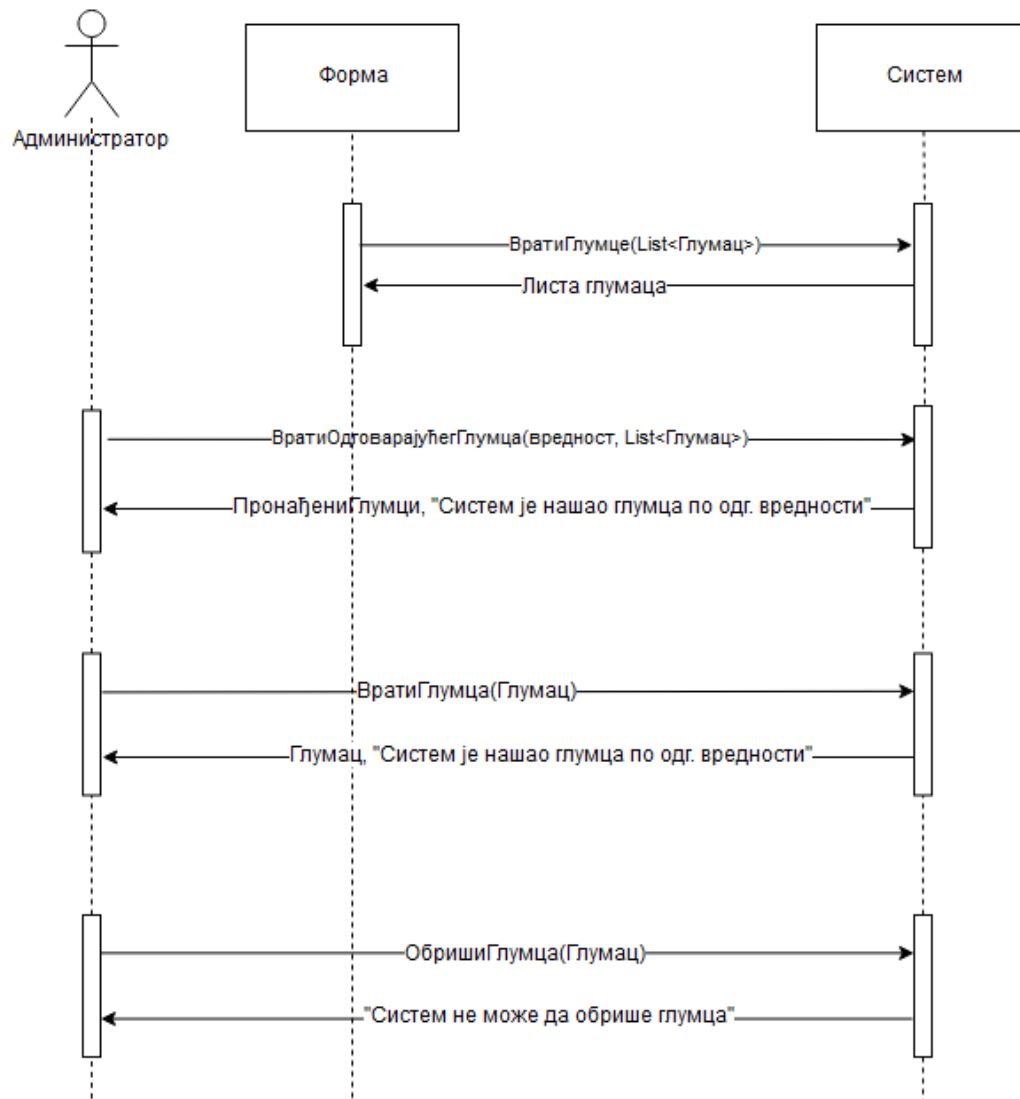 Форма
Систем
Администратор
ВратиГлумце(List<Глумац>)
Листа глумаца
ВратиОдговарајућегГлумца(вредност, List<Глумац>)
ПронађениГлумци, "Систем је нашао глумца по одг. вредности"
ВратиГлумца(Глумац)
Глумац, "Систем је нашао глумца по одг. вредности"
ОбришиГлумца(Глумац)
"Систем не може да обрише глумца"